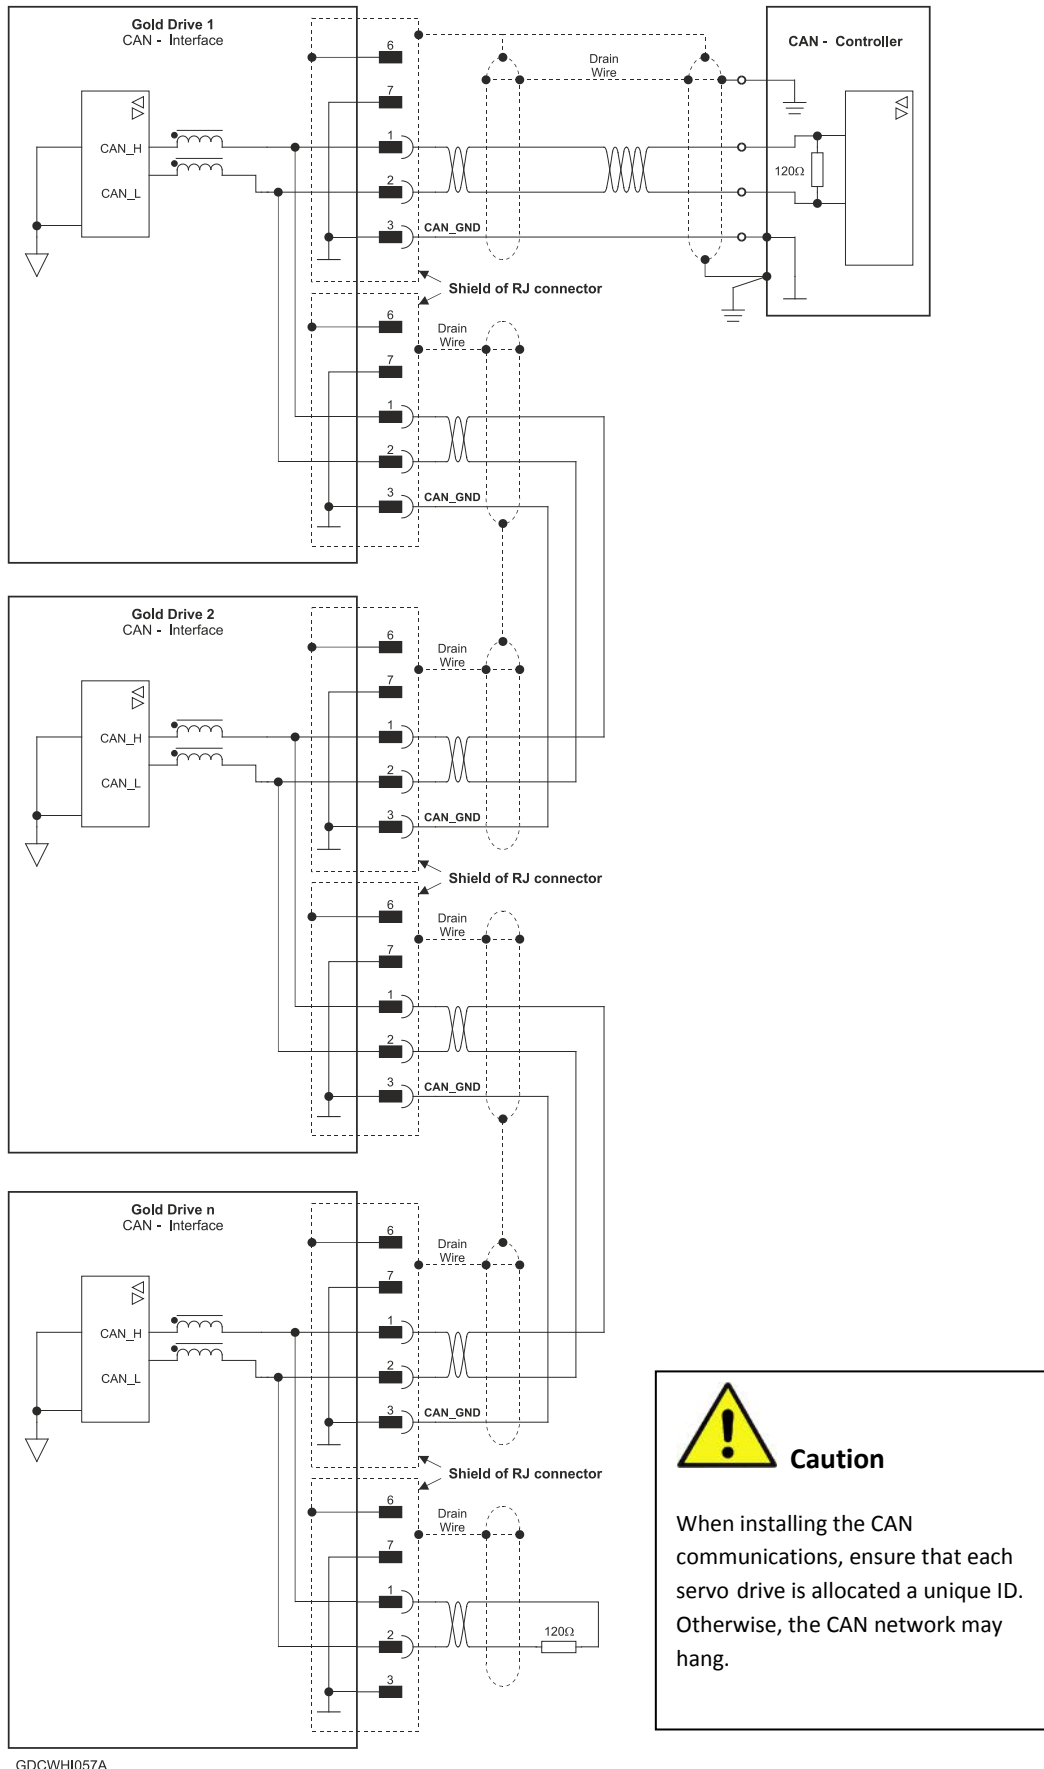 Gold Drive 1
CAN - Interface
CAN - Controller
6
Drain
Wire
7
CAN_H
1
120Ω
CAN_L
2
3
CAN_GND
Shield of RJ connector
6
Drain
Wire
7
1
2
3
CAN_GND
Gold Drive 2
CAN - Interface
6
Drain
Wire
7
CAN_H
1
CAN_L
2
3
CAN_GND
Shield of RJ connector
6
Drain
Wire
7
1
2
3
CAN_GND
Gold Drive n
CAN - Interface
6
Drain
Wire
7
CAN_H
1
CAN_L
2
3
CAN_GND
Shield of RJ connector
6
Drain
Wire
7
1
2
120Ω
3
Caution
When installing the CAN
communications, ensure that each
servo drive is allocated a unique ID.
Otherwise, the CAN network may
hang.
GDCWHI057A